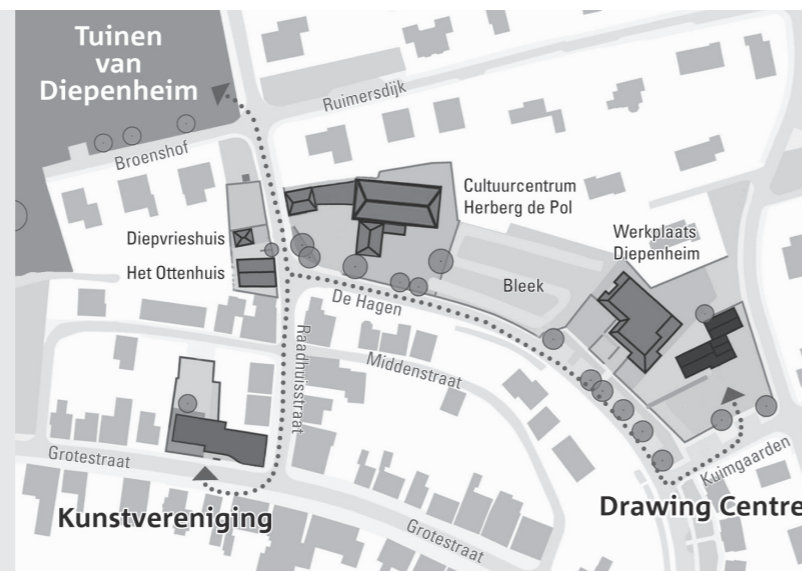 Tuinen
van
Diepenheim
Ruimersdijk
Broenshof
Cultuurcentrum
Herberg de Pol
Diepvrieshuis
Het Ottenhuis
Werkplaats
Diepenheim
Bleek
De Hagen
Raadhuisstraat
Middenstraat
Grotestraat
Kuimgaarden
Kunstvereniging
Drawing Centre
Grotestraat